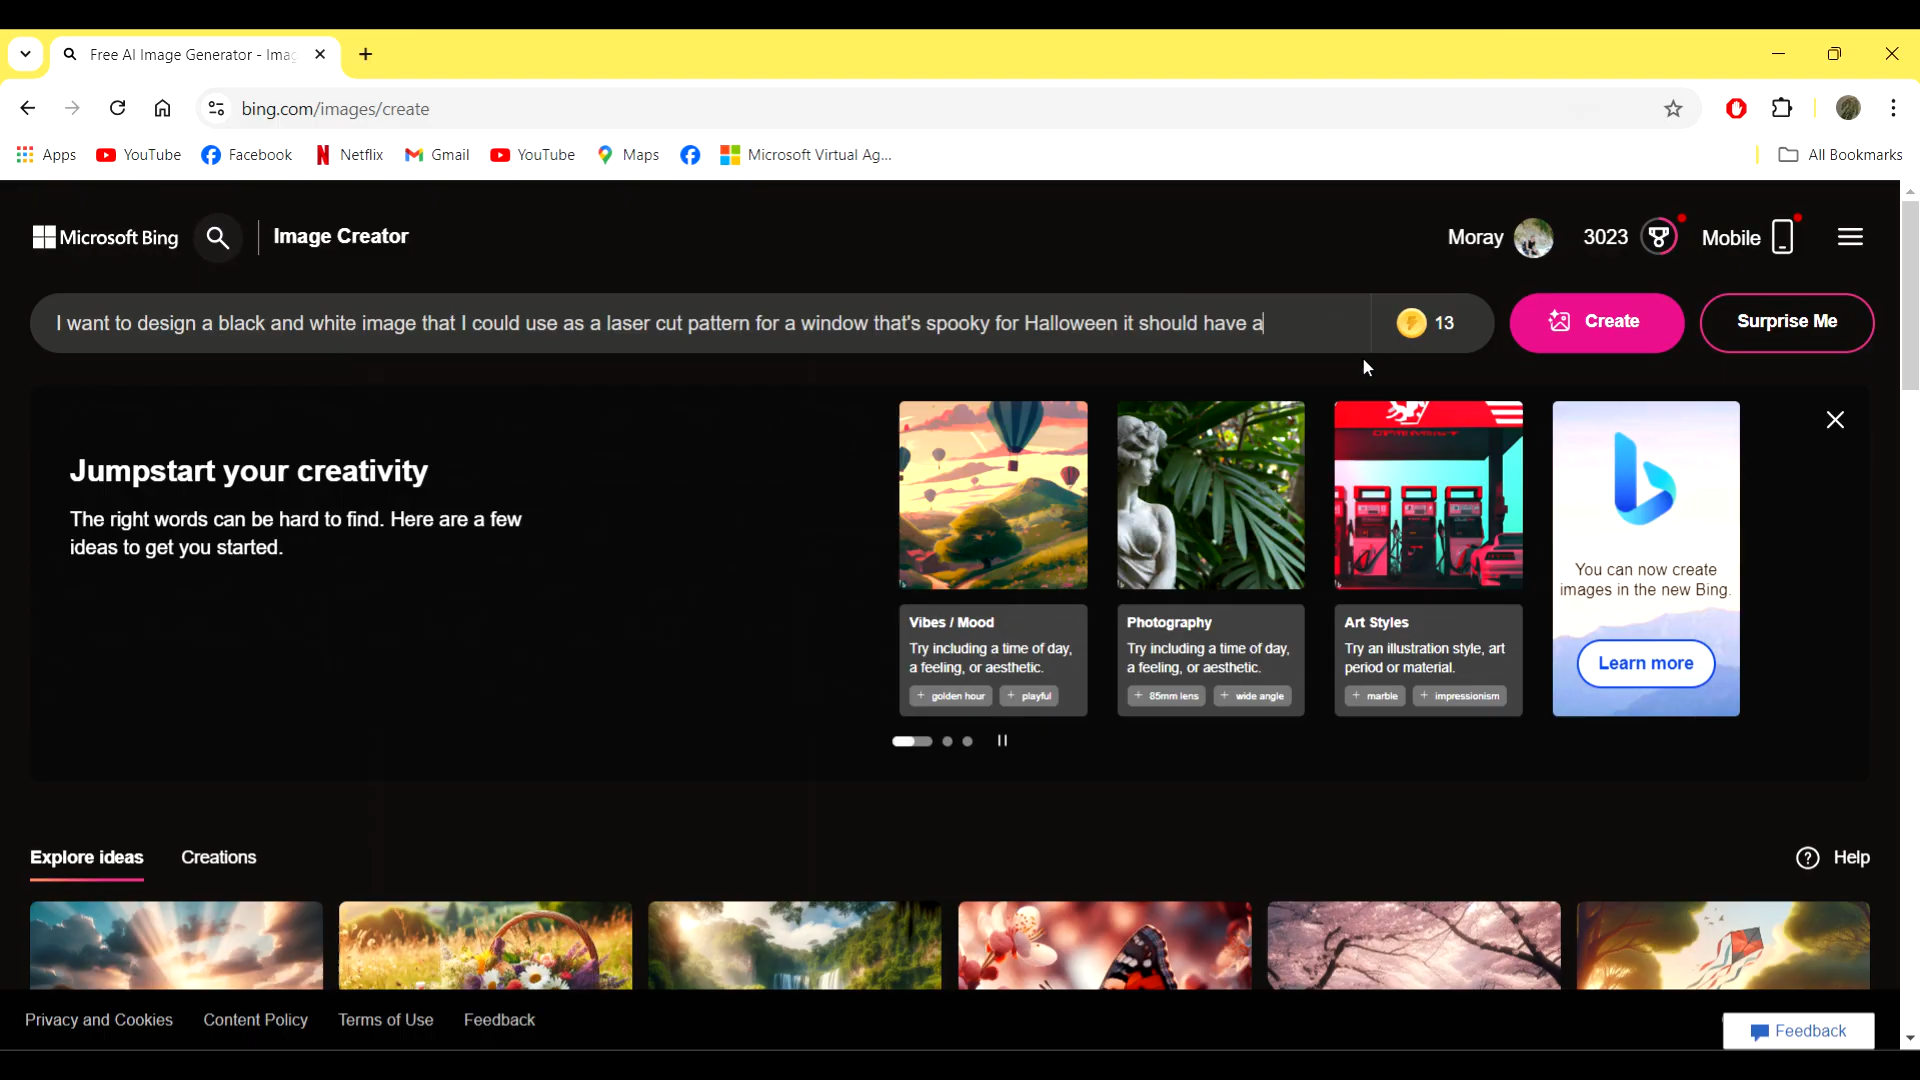 Free AI Image Generator - Imag
bing.com/images/create
Apps
YouTube
Facebook
Netflix
Gmail
YouTube
Maps
Microsoft Virtual Ag...
All Bookmarks
Microsoft Bing
Image Creator
Moray
3023
Mobile
I want to design a black and white image that I could use as a laser cut pattern for a window that's spooky for Halloween it should have a
13
Create
Surprise Me
Jumpstart your creativity
The right words can be hard to find. Here are a few
ideas to get you started.
Vibes / Mood
Try including a time of day,
a feeling, or aesthetic.
+ golden hour
+ playful
Photography
Try including a time of day,
a feeling, or aesthetic.
+ 85mm lens
+ wide angle
Art Styles
Try an illustration style, art
period or material.
+ marble
+ impressionism
You can now create
images in the new Bing.
Learn more
Explore ideas
Creations
Help
Privacy and Cookies
Content Policy
Terms of Use
Feedback
Feedback